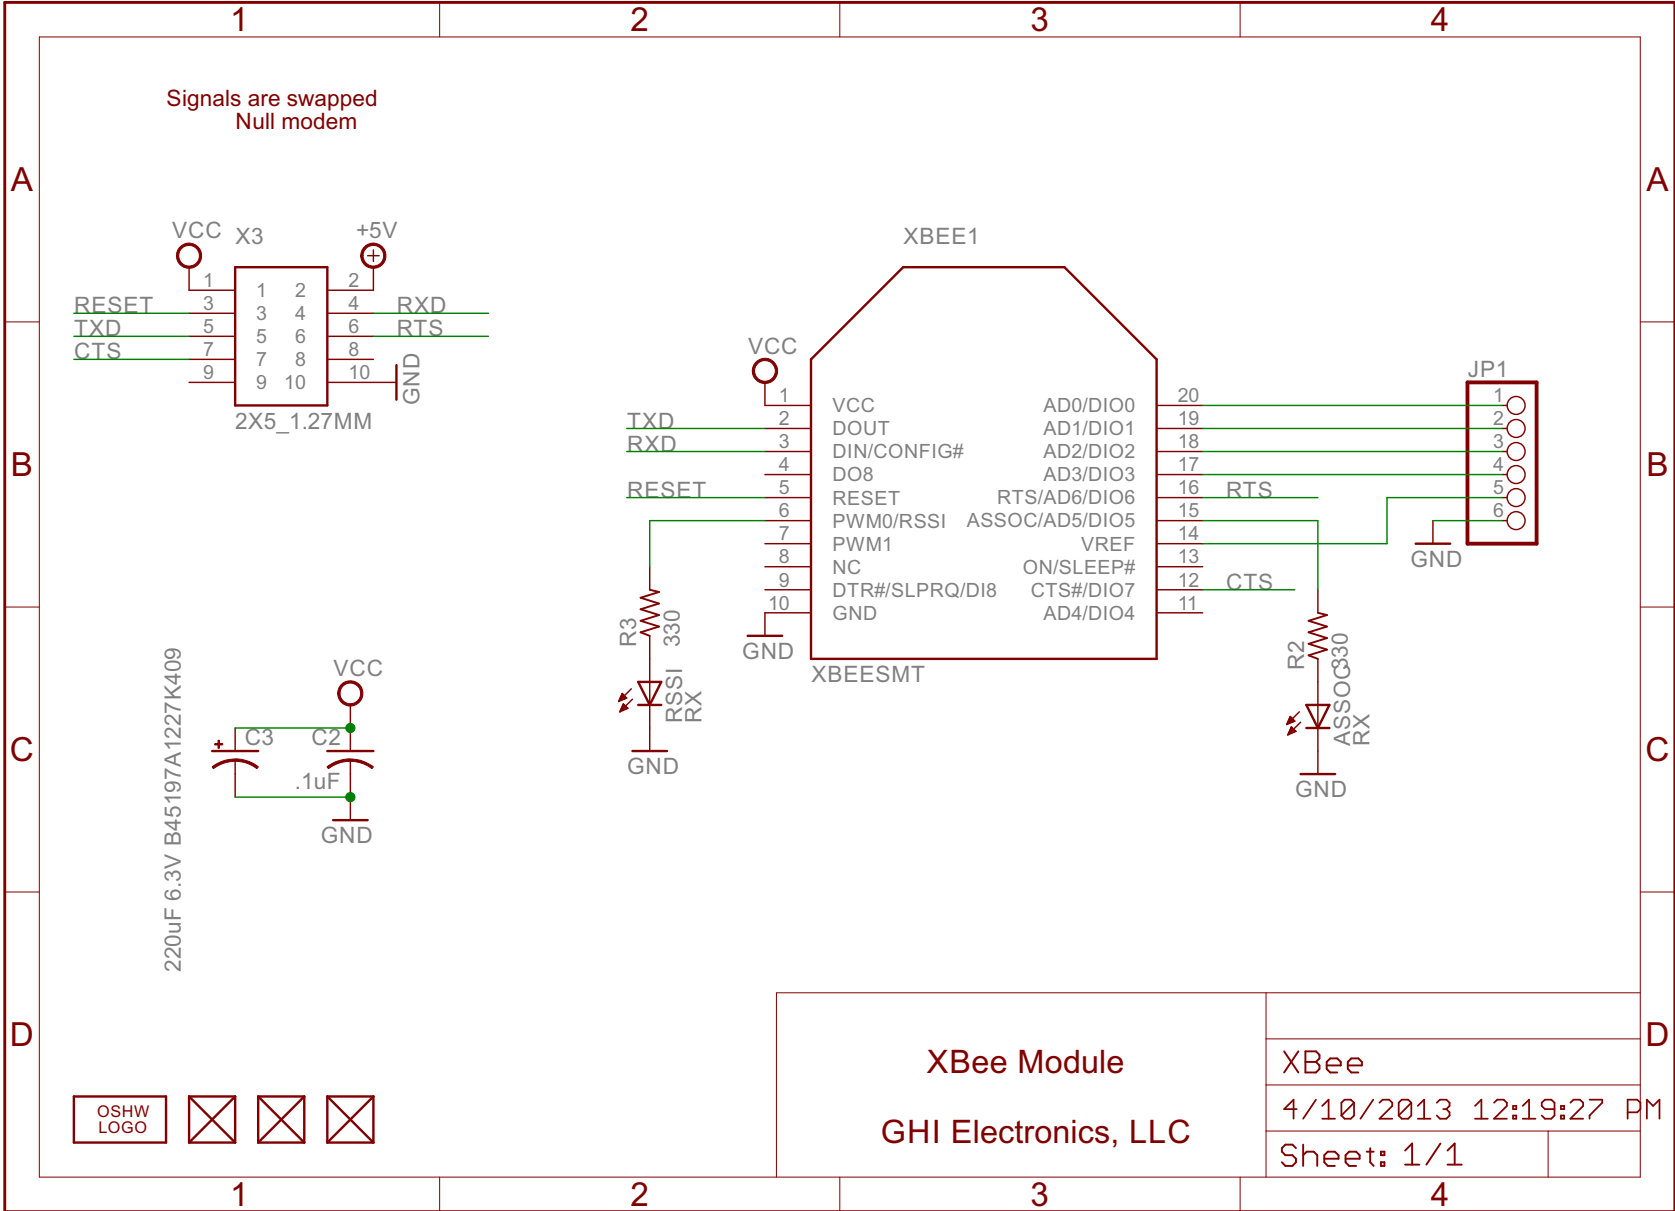 1 2 3 4
A A
B B
C C
D D
1 2 3 4
Signals are swapped
Null modem
VCC X3 +5V
1 1 2 2
RESET 3 3 4 4 RXD
TXD 5 5 6 6 RTS
CTS 7 7 8 8
9 9 10 10 GND
2X5_1.27MM
XBEE1
VCC
1 VCC AD0/DIO0 20
TXD 2 DOUT AD1/DIO1 19
RXD 3 DIN/CONFIG# AD2/DIO2 18
4 DO8 AD3/DIO3 17
RESET 5 RESET RTS/AD6/DIO6 16 RTS
6 PWM0/RSSI ASSOC/AD5/DIO5 15
7 PWM1 VREF 14
8 NC ON/SLEEP# 13
9 DTR#/SLPRQ/DI8 CTS#/DIO7 12 CTS
10 GND AD4/DIO4 11
GND
XBEESMT
JP1
1
2
3
4
5
6
GND
R3
330
RSSI
RX
GND
R2
330
ASSOC
RX
GND
220uF 6.3V B45197A1227K409
VCC
+ C3 C2
.1uF
GND
OSHW
LOGO
XBee Module
GHI Electronics, LLC
XBee
4/10/2013 12:19:27 PM
Sheet: 1/1